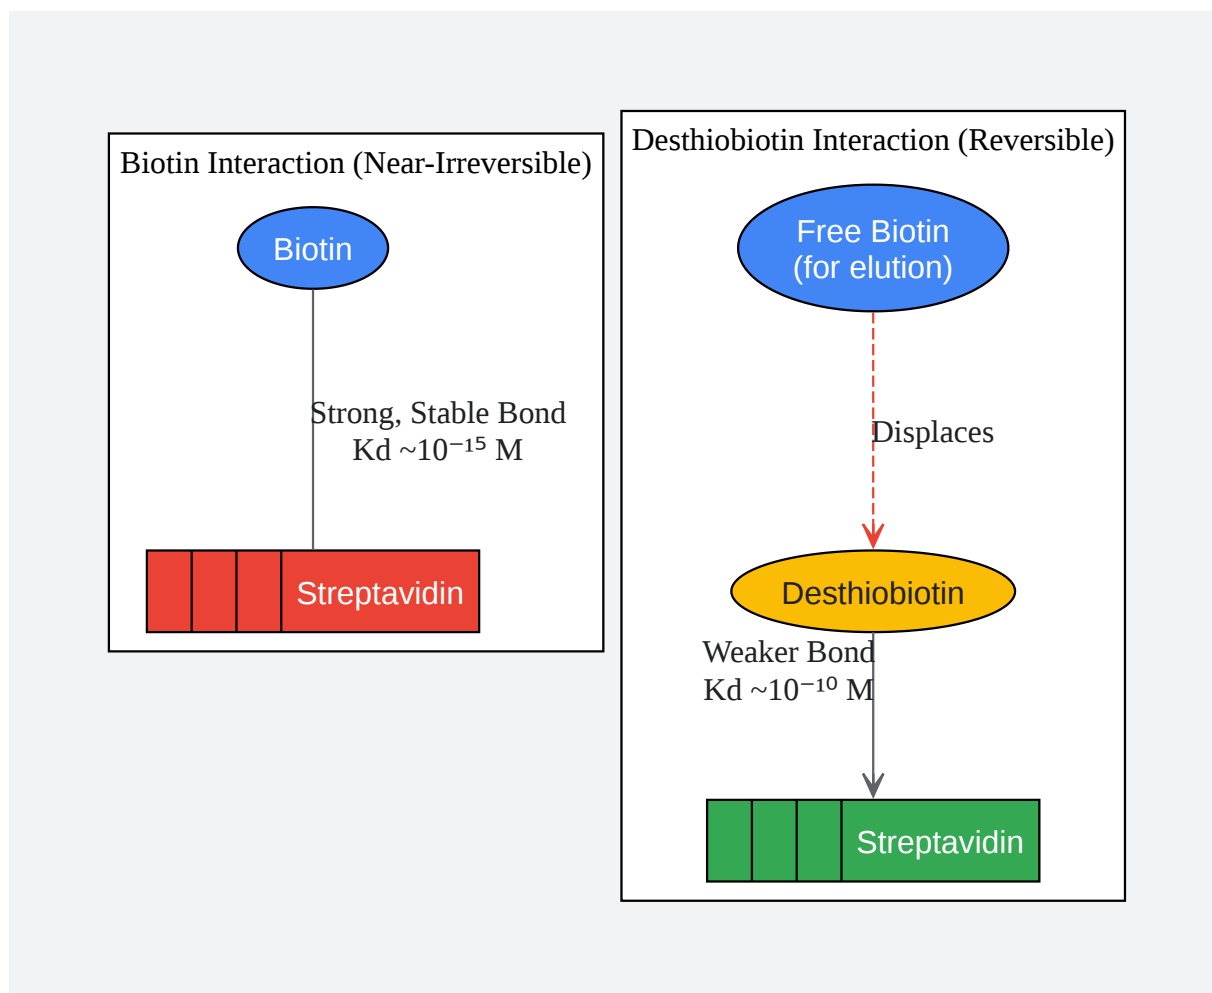 Biotin Interaction (Near-Irreversible)
Biotin
Strong, Stable Bond
Kd ~10⁻¹⁵ M
Streptavidin
Desthiobiotin Interaction (Reversible)
Free Biotin
(for elution)
Displaces
Desthiobiotin
Weaker Bond
Kd ~10⁻¹⁰ M
Streptavidin